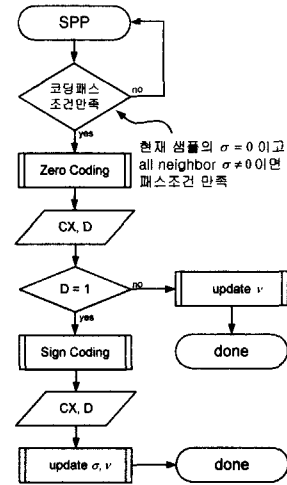 SPP
코딩패스
조건만족
no
yes
현재 샘플의 σ = 0 이고
all neighbor σ ≠ 0 이면
패스조건 만족
Zero Coding
CX, D
D = 1
no
update ν
yes
Sign Coding
done
CX, D
update σ, ν
done